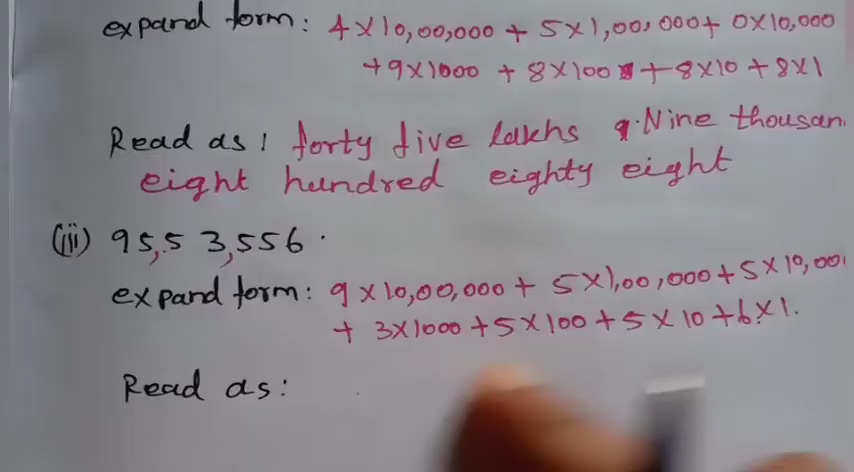 expand form: 4×10,00,000 + 5×1,00,000+ 0×10,000
+9×1000 + 8×100 + 8×10 + 8×1
Read as: forty five lakhs Nine thousan
eight hundred eighty eight
(iii) 95,53,556.
expand form: 9×10,00,000 + 5×1,00,000+5×10,00
+ 3×1000 +5×100 +5×10 +6×1.
Read as: